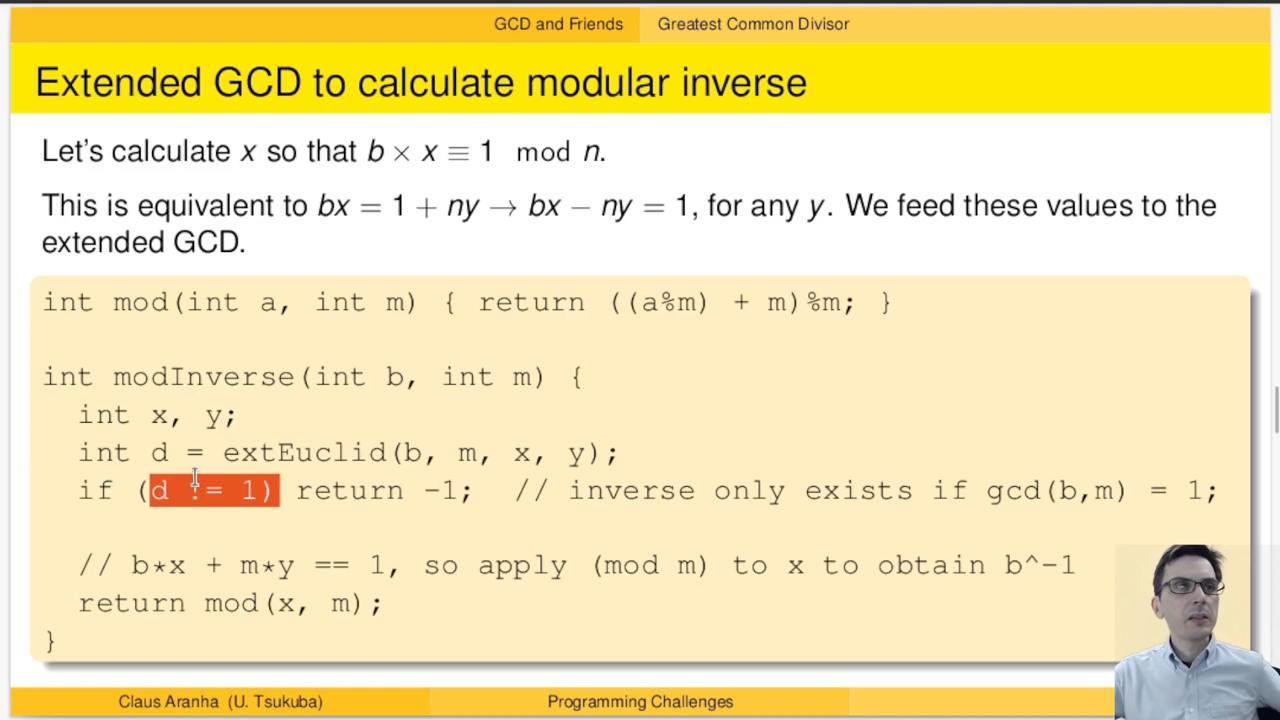 GCD and Friends Greatest Common Divisor
Extended GCD to calculate modular inverse
Let's calculate x so that b × x ≡ 1 mod n.
This is equivalent to bx = 1 + ny → bx − ny = 1, for any y. We feed these values to the
extended GCD.
int mod(int a, int m) { return ((a%m) + m)%m; }
int modInverse(int b, int m) {
int x, y;
int d = extEuclid(b, m, x, y);
if (d != 1) return -1; // inverse only exists if gcd(b,m) = 1;
// b*x + m*y == 1, so apply (mod m) to x to obtain b^-1
return mod(x, m);
}
Claus Aranha (U. Tsukuba) Programming Challenges